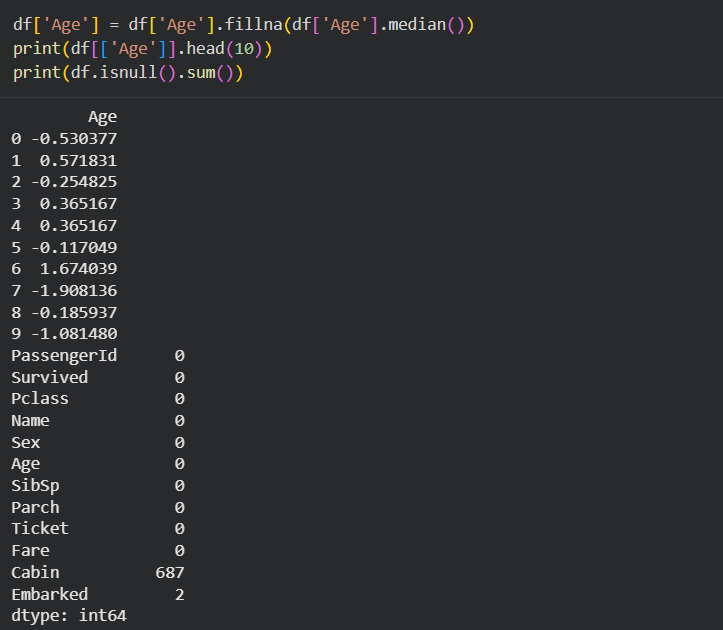 df['Age'] = df['Age'].fillna(df['Age'].median())
print(df[['Age']].head(10))
print(df.isnull().sum())
        Age
0 -0.530377
1  0.571831
2 -0.254825
3  0.365167
4  0.365167
5 -0.117049
6  1.674039
7 -1.908136
8 -0.185937
9 -1.081480
PassengerId      0
Survived         0
Pclass           0
Name             0
Sex              0
Age              0
SibSp            0
Parch            0
Ticket           0
Fare             0
Cabin          687
Embarked         2
dtype: int64